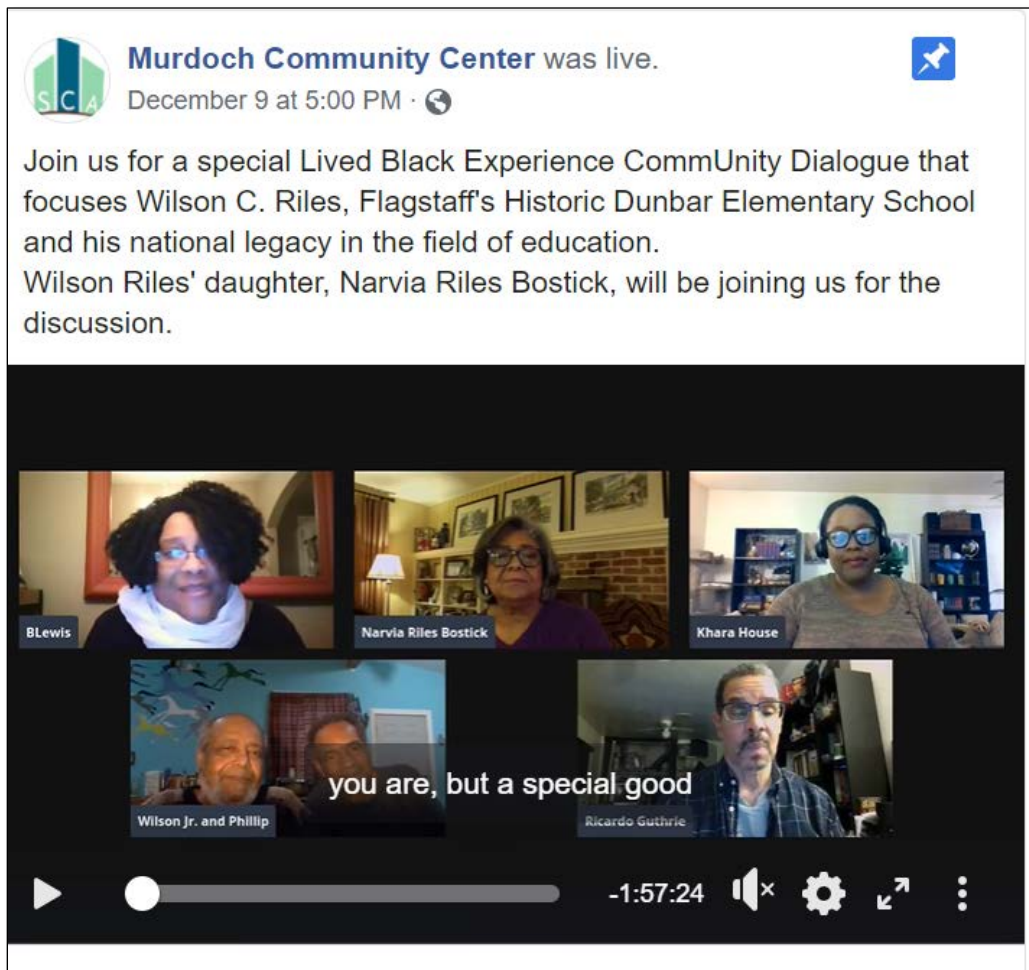 SCA
Murdoch Community Center was live.
December 9 at 5:00 PM ·
Join us for a special Lived Black Experience CommUnity Dialogue that
focuses Wilson C. Riles, Flagstaff's Historic Dunbar Elementary School
and his national legacy in the field of education.
Wilson Riles' daughter, Narvia Riles Bostick, will be joining us for the
discussion.
BLewis
Narvia Riles Bostick
Khara House
you are, but a special good
Wilson Jr. and Phillip
Ricardo Guthrie
-1:57:24